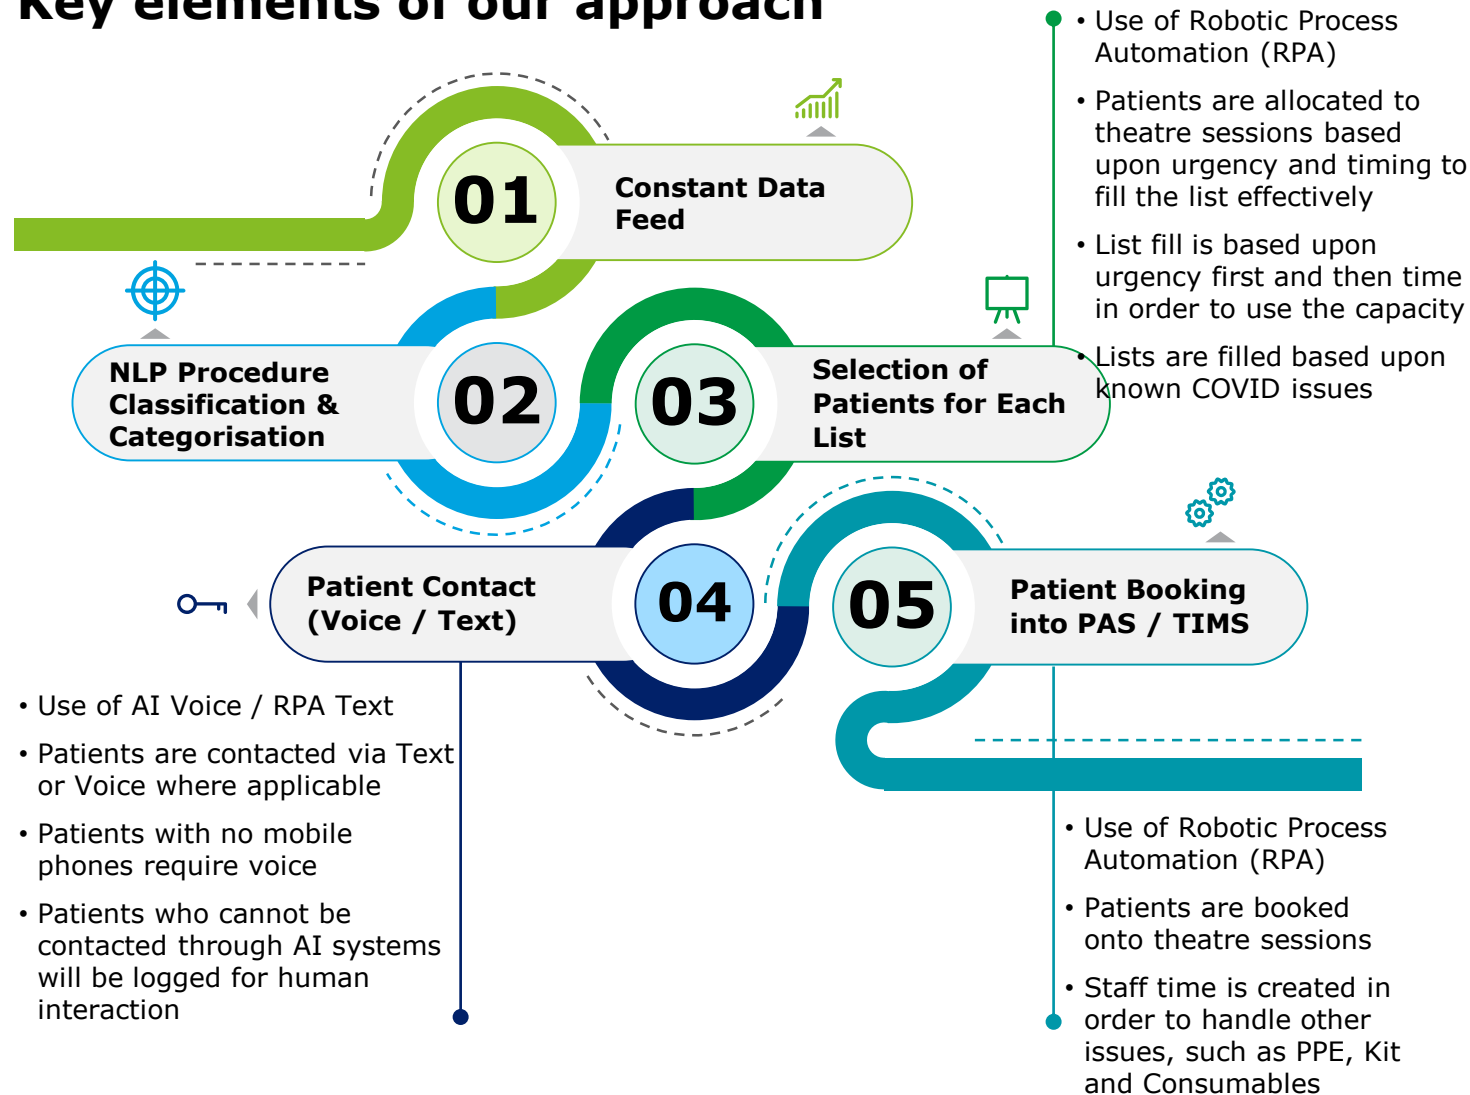 Key elements of our approach
01
Constant Data
Feed
NLP Procedure
Classification &
Categorisation
02
03
Selection of
Patients for Each
List
• Use of Robotic Process
Automation (RPA)
• Patients are allocated to
theatre sessions based
upon urgency and timing to
fill the list effectively
• List fill is based upon
urgency first and then time
in order to use the capacity
• Lists are filled based upon
known COVID issues
Patient Contact
(Voice / Text)
04
05
Patient Booking
into PAS / TIMS
• Use of AI Voice / RPA Text
• Patients are contacted via Text
or Voice where applicable
• Patients with no mobile
phones require voice
• Patients who cannot be
contacted through AI systems
will be logged for human
interaction
• Use of Robotic Process
Automation (RPA)
• Patients are booked
onto theatre sessions
• Staff time is created in
order to handle other
issues, such as PPE, Kit
and Consumables